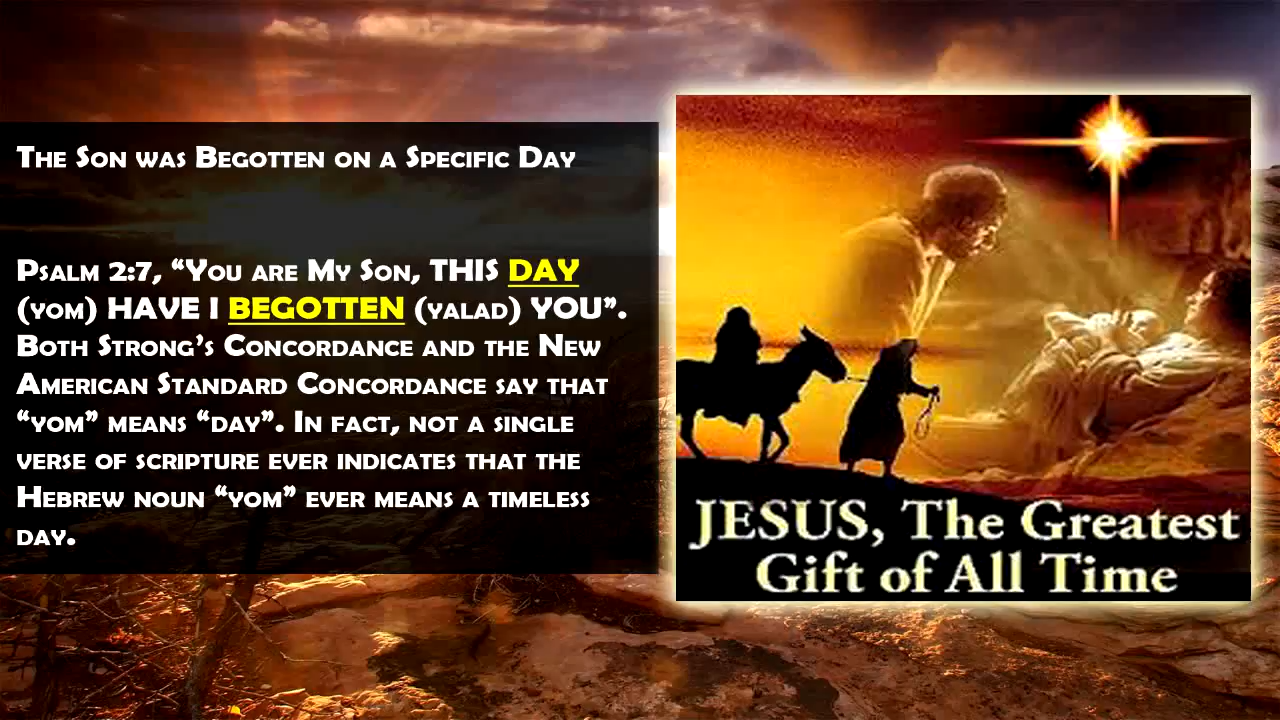 The Son was Begotten on a Specific Day
Psalm 2:7, “You are My Son, THIS DAY
(yom) HAVE I BEGOTTEN (yalad) YOU”.
Both Strong’s Concordance and the New
American Standard Concordance say that
“yom” means “day”. In fact, not a single
verse of scripture ever indicates that the
Hebrew noun “yom” ever means a timeless
day.
JESUS, The Greatest
Gift of All Time